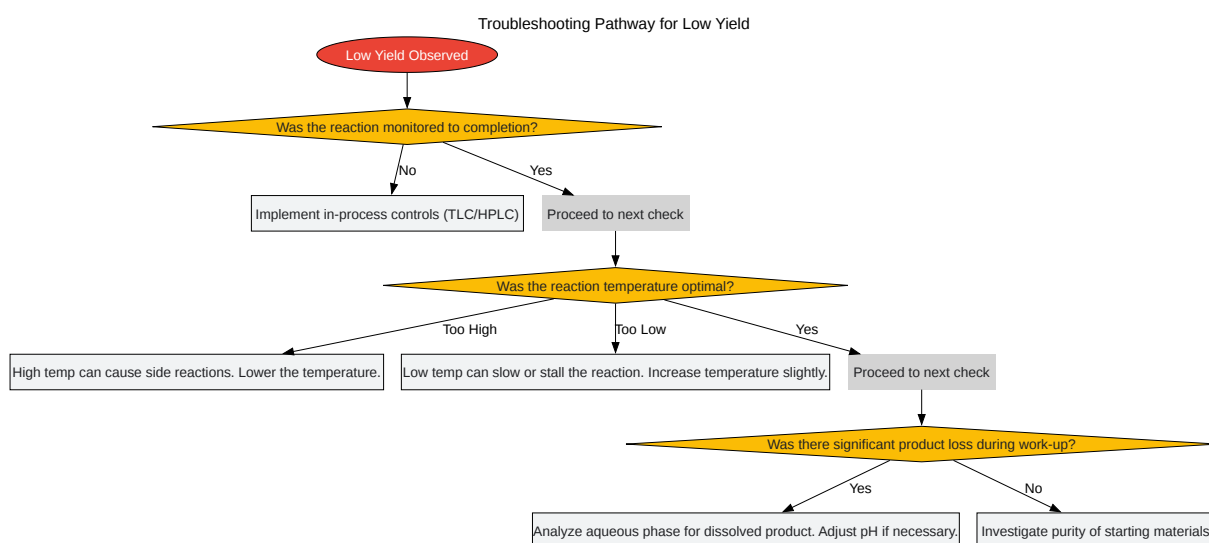 Troubleshooting Pathway for Low Yield
Low Yield Observed
Was the reaction monitored to completion?
No
Yes
Implement in-process controls (TLC/HPLC)
Proceed to next check
Was the reaction temperature optimal?
Too High
Too Low
Yes
High temp can cause side reactions. Lower the temperature.
Low temp can slow or stall the reaction. Increase temperature slightly.
Proceed to next check
Was there significant product loss during work-up?
Yes
No
Analyze aqueous phase for dissolved product. Adjust pH if necessary.
Investigate purity of starting materials